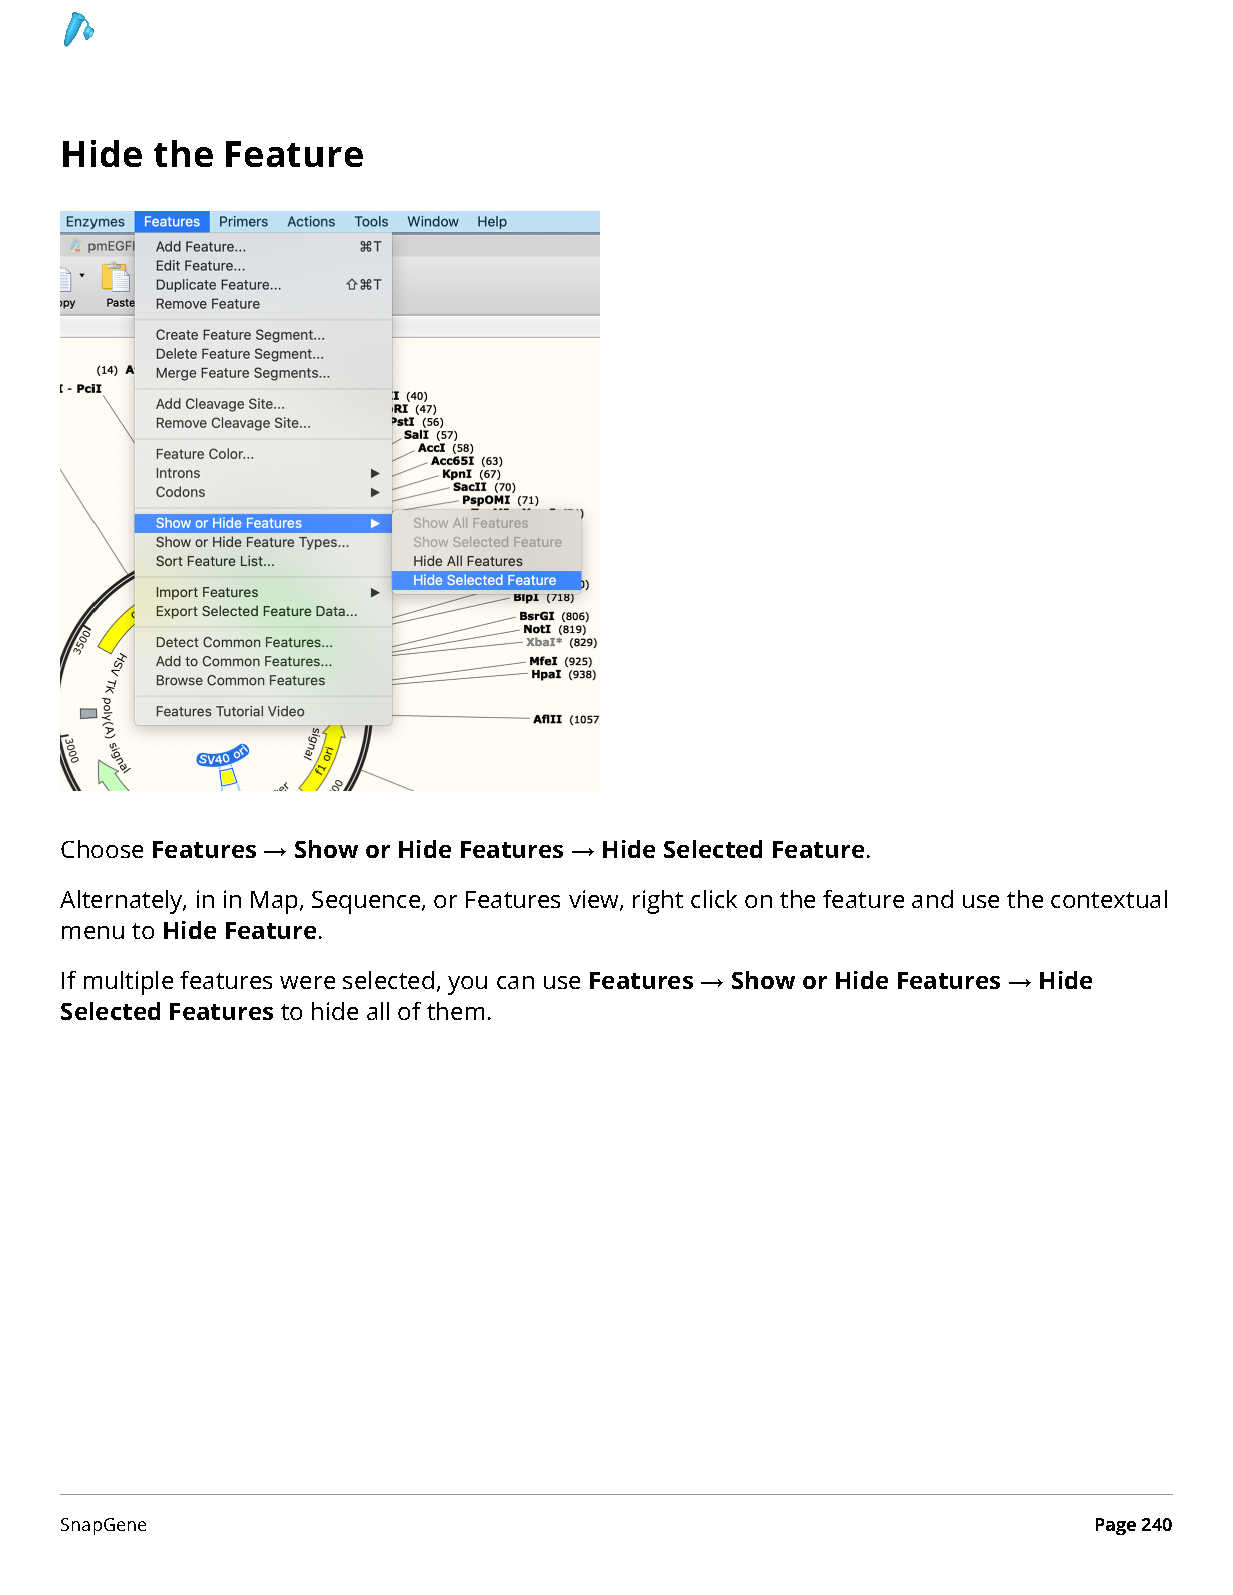 Hide the Feature
Enzymes Features Primers Actions Tools Window Help
pmEGFI
Add Feature... ⌘T
Edit Feature...
Duplicate Feature... ⇧⌘T
Remove Feature
opy Paste
Create Feature Segment...
Delete Feature Segment...
Merge Feature Segments...
Add Cleavage Site...
Remove Cleavage Site...
Feature Color...
Introns ▶
Codons ▶
Show or Hide Features ▶
Show or Hide Feature Types...
Sort Feature List...
Import Features ▶
Export Selected Feature Data...
Detect Common Features...
Add to Common Features...
Browse Common Features
Features Tutorial Video
Show All Features
Show Selected Feature
Hide All Features
Hide Selected Feature
(14) A
I - PciI
I (40)
RI (47)
PstI (56)
SalI (57)
AccI (58)
Acc65I (63)
KpnI (67)
SacII (70)
PspOMI (71)
BlpI (718)
BsrGI (806)
NotI (819)
XbaI* (829)
MfeI (925)
HpaI (938)
AflII (1057
3500
HSV TK poly(A) signal
3000
SV40 ori
signal
f1 ori
er
00
Choose Features → Show or Hide Features → Hide Selected Feature.
Alternately, in in Map, Sequence, or Features view, right click on the feature and use the contextual
menu to Hide Feature.
If multiple features were selected, you can use Features → Show or Hide Features → Hide
Selected Features to hide all of them.
SnapGene
Page 240